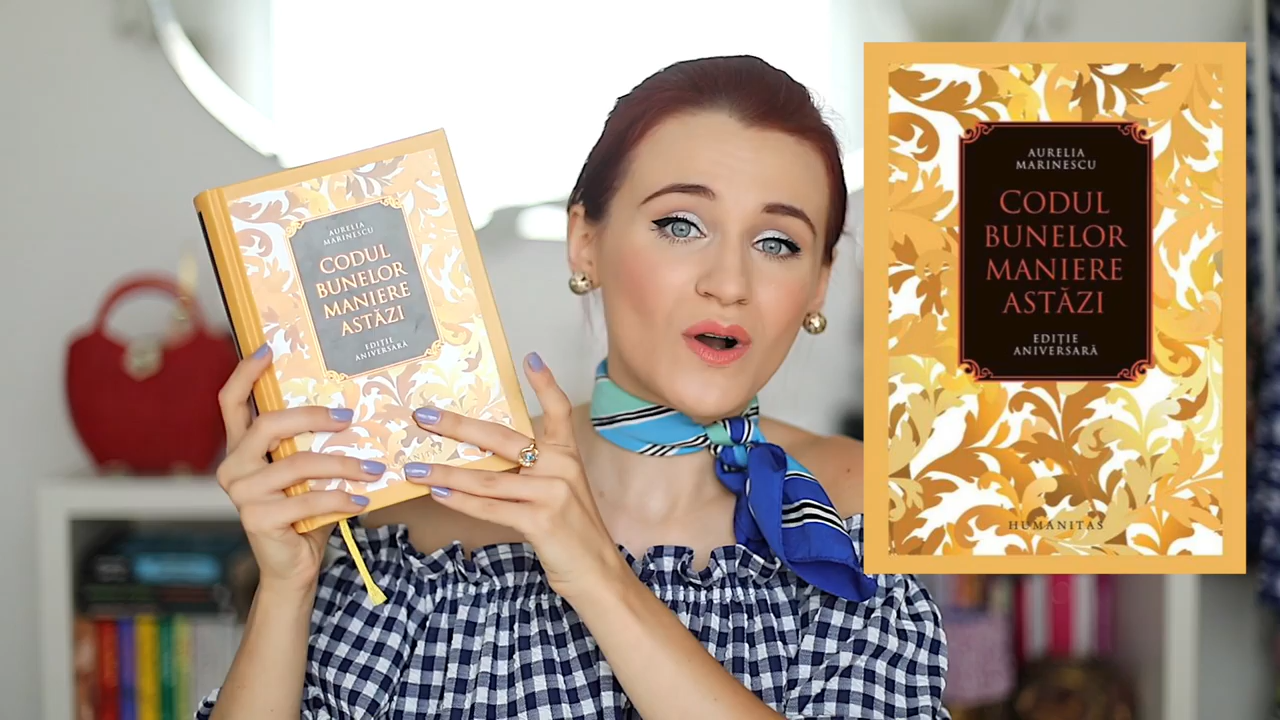 AURELIA
MARINESCU
CODUL
BUNELOR
MANIERE
ASTĂZI
EDIȚIE
ANIVERSARĂ
AURELIA
MARINESCU
CODUL
BUNELOR
MANIERE
ASTĂZI
EDIȚIE
ANIVERSARĂ
HUMANITAS